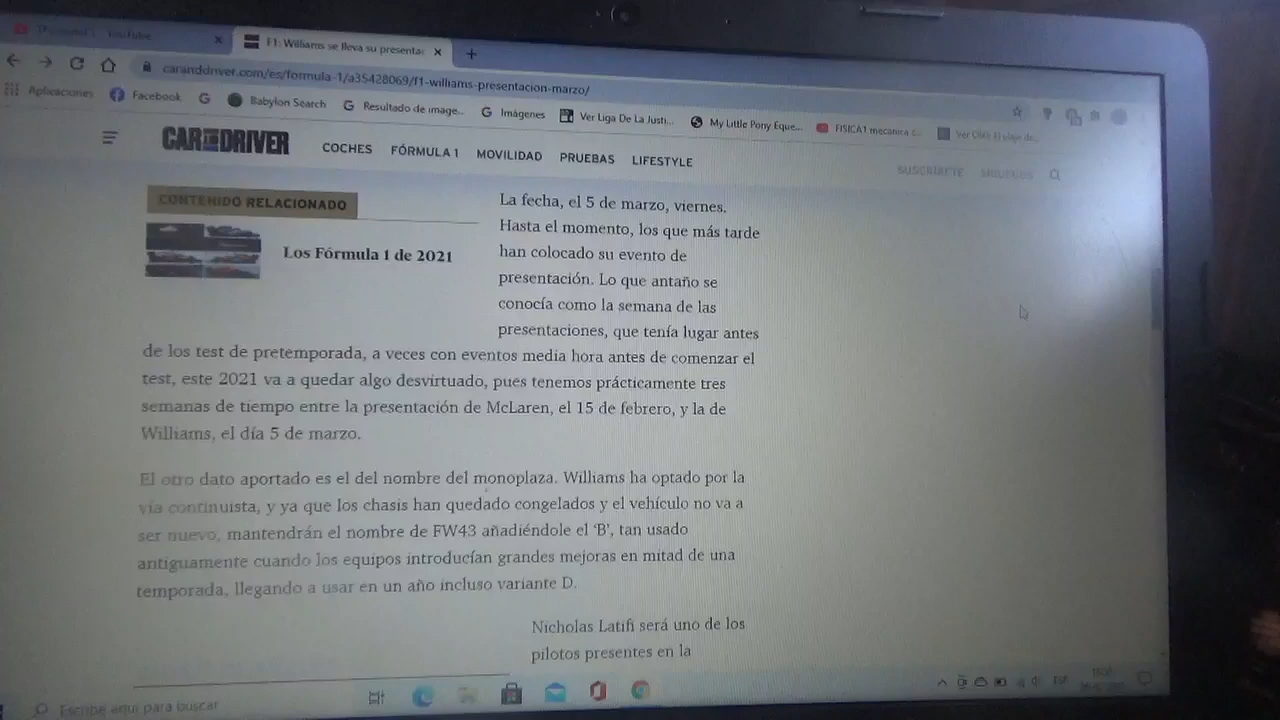 YouTube
F1: Williams se lleva su presentac
caranddriver.com/es/formula-1/a35428069/f1-williams-presentacion-marzo/
Aplicaciones Facebook Babylon Search Resultado de image... Imágenes Ver Liga De La Justi... My Little Pony Eque... FISICA1 mecanica c...
CAR DRIVER COCHES FÓRMULA 1 MOVILIDAD PRUEBAS LIFESTYLE SUSCRÍBETE SÍGUENOS
CONTENIDO RELACIONADO
Los Fórmula 1 de 2021
La fecha, el 5 de marzo, viernes.
Hasta el momento, los que más tarde
han colocado su evento de
presentación. Lo que antaño se
conocía como la semana de las
presentaciones, que tenía lugar antes
de los test de pretemporada, a veces con eventos media hora antes de comenzar el
test, este 2021 va a quedar algo desvirtuado, pues tenemos prácticamente tres
semanas de tiempo entre la presentación de McLaren, el 15 de febrero, y la de
Williams, el día 5 de marzo.
El otro dato aportado es el del nombre del monoplaza. Williams ha optado por la
vía continuista, y ya que los chasis han quedado congelados y el vehículo no va a
ser nuevo, mantendrán el nombre de FW43 añadiéndole el ‘B’, tan usado
antiguamente cuando los equipos introducían grandes mejoras en mitad de una
temporada, llegando a usar en un año incluso variante D.
Nicholas Latifi será uno de los
pilotos presentes en la
Escribe aquí para buscar
ESP